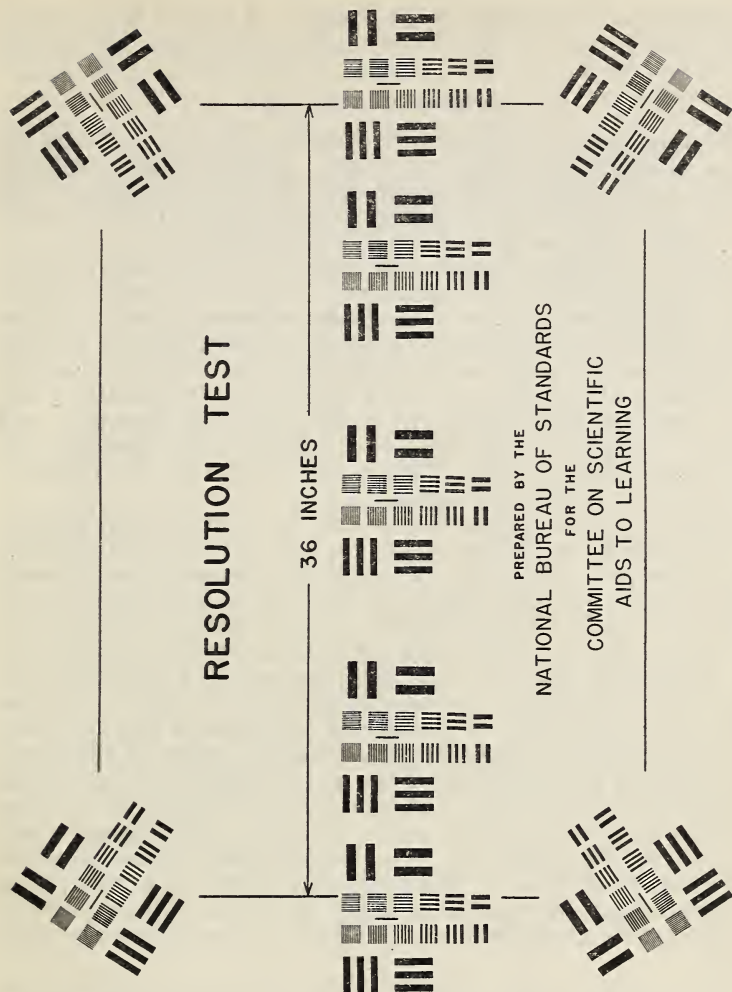 RESOLUTION TEST
36 INCHES
PREPARED BY THE
NATIONAL BUREAU OF STANDARDS
FOR THE
COMMITTEE ON SCIENTIFIC
AIDS TO LEARNING